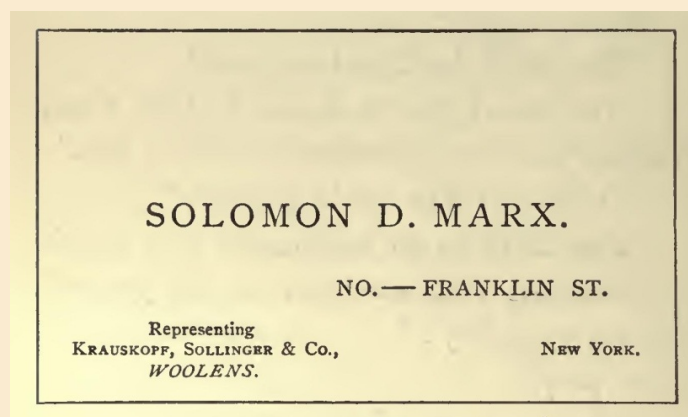 SOLOMON D. MARX.
NO.— FRANKLIN ST.
Representing
KRAUSKOPF, SOLLINGER & Co.,
WOOLENS.
NEW YORK.